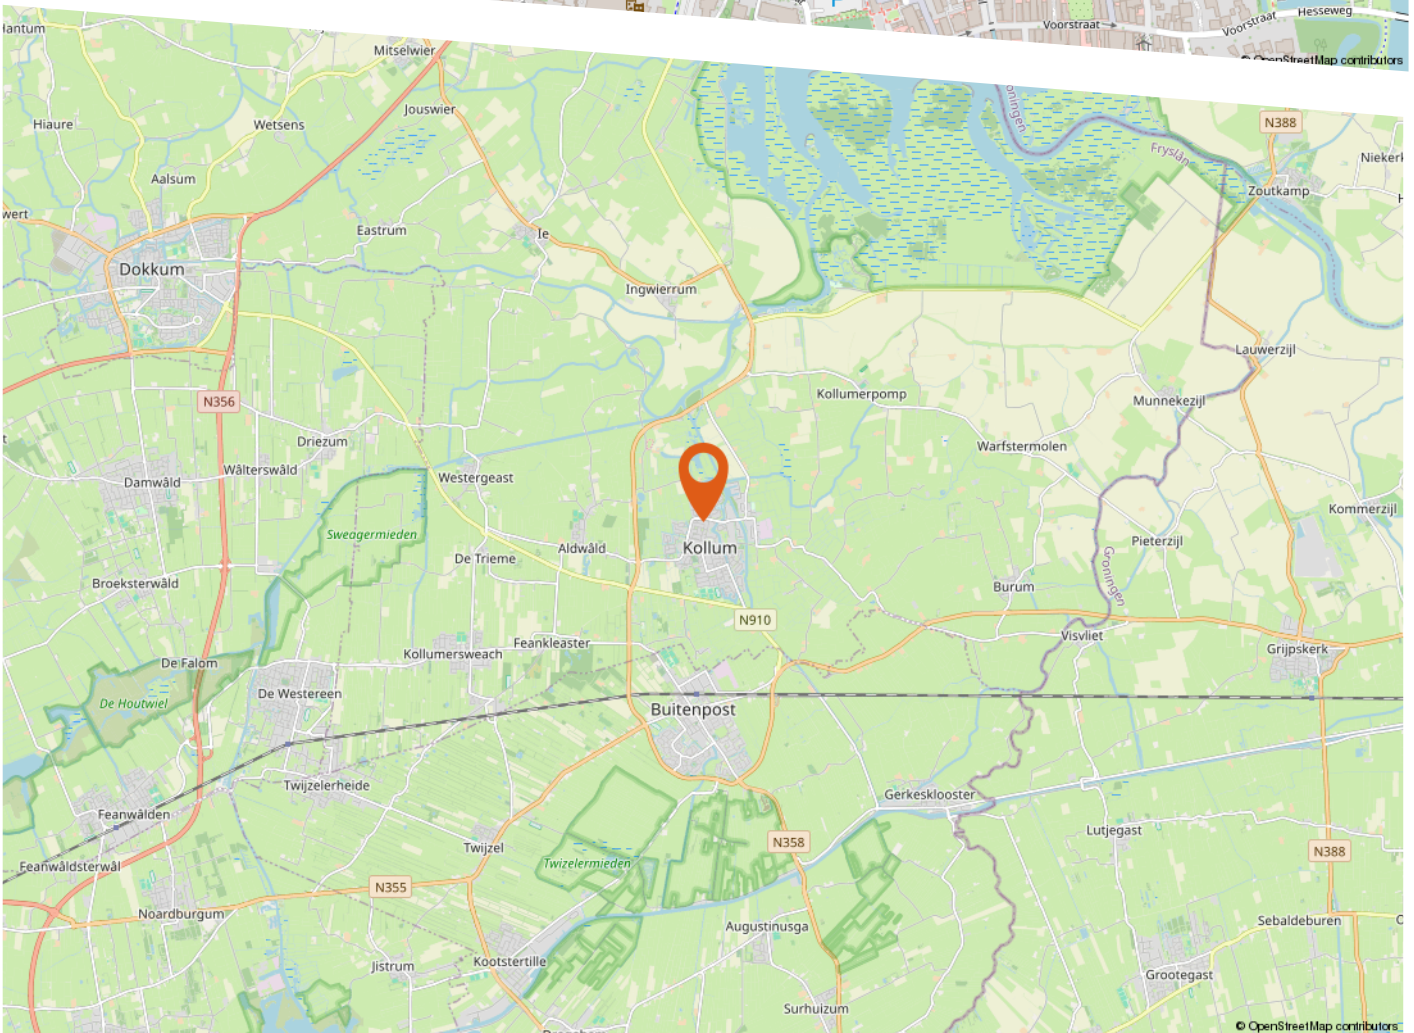 Voorstraat
Voorstraat
Hesseweg
© OpenStreetMap contributors
Mitselwier
Jouswier
Hiaure
Wetsens
Aalsum
N388
Niekerk
Fryslân
Zoutkamp
Eastrum
Ie
Dokkum
Ingwierrum
Lauwerzijl
N356
Kollumerpomp
Munnekezijl
Driezum
Warfstermolen
Wâlterswâld
Westergeast
Damwâld
Kommerzijl
Sweagermieden
Pieterzijl
De Trieme
Aldwâld
Kollum
Groningen
Broeksterwâld
Burum
N910
Visvliet
Feankleaster
Grijpskerk
Kollumersweach
De Falom
De Westereen
De Houtwiel
Buitenpost
Twijzelerheide
Gerkesklooster
Feanwâlden
Lutjegast
N358
Twijzel
N388
Feanwâldsterwâl
Twizelermieden
N355
Noardburgum
Augustinusga
Sebaldeburen
Jistrum
Kootstertille
Grootegast
Surhuizum
© OpenStreetMap contributors